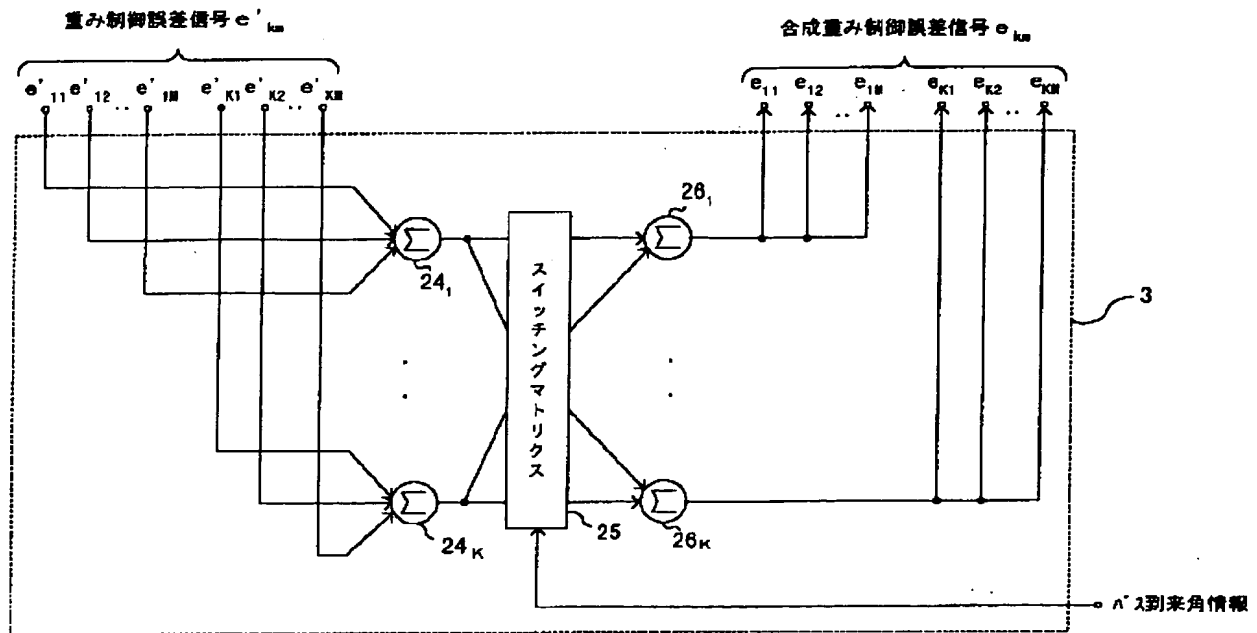 重み制御誤差信号 e'km
合成重み制御誤差信号 ekm
e'11 e'12 ‥ e'1M e'K1 e'K2 ‥ e'KM
e11 e12 ‥ e1M eK1 eK2 ‥ eKM
Σ
24₁
スイッチングマトリクス
26₁
Σ
3
Σ
24K
25
Σ
26K
パス到来角情報